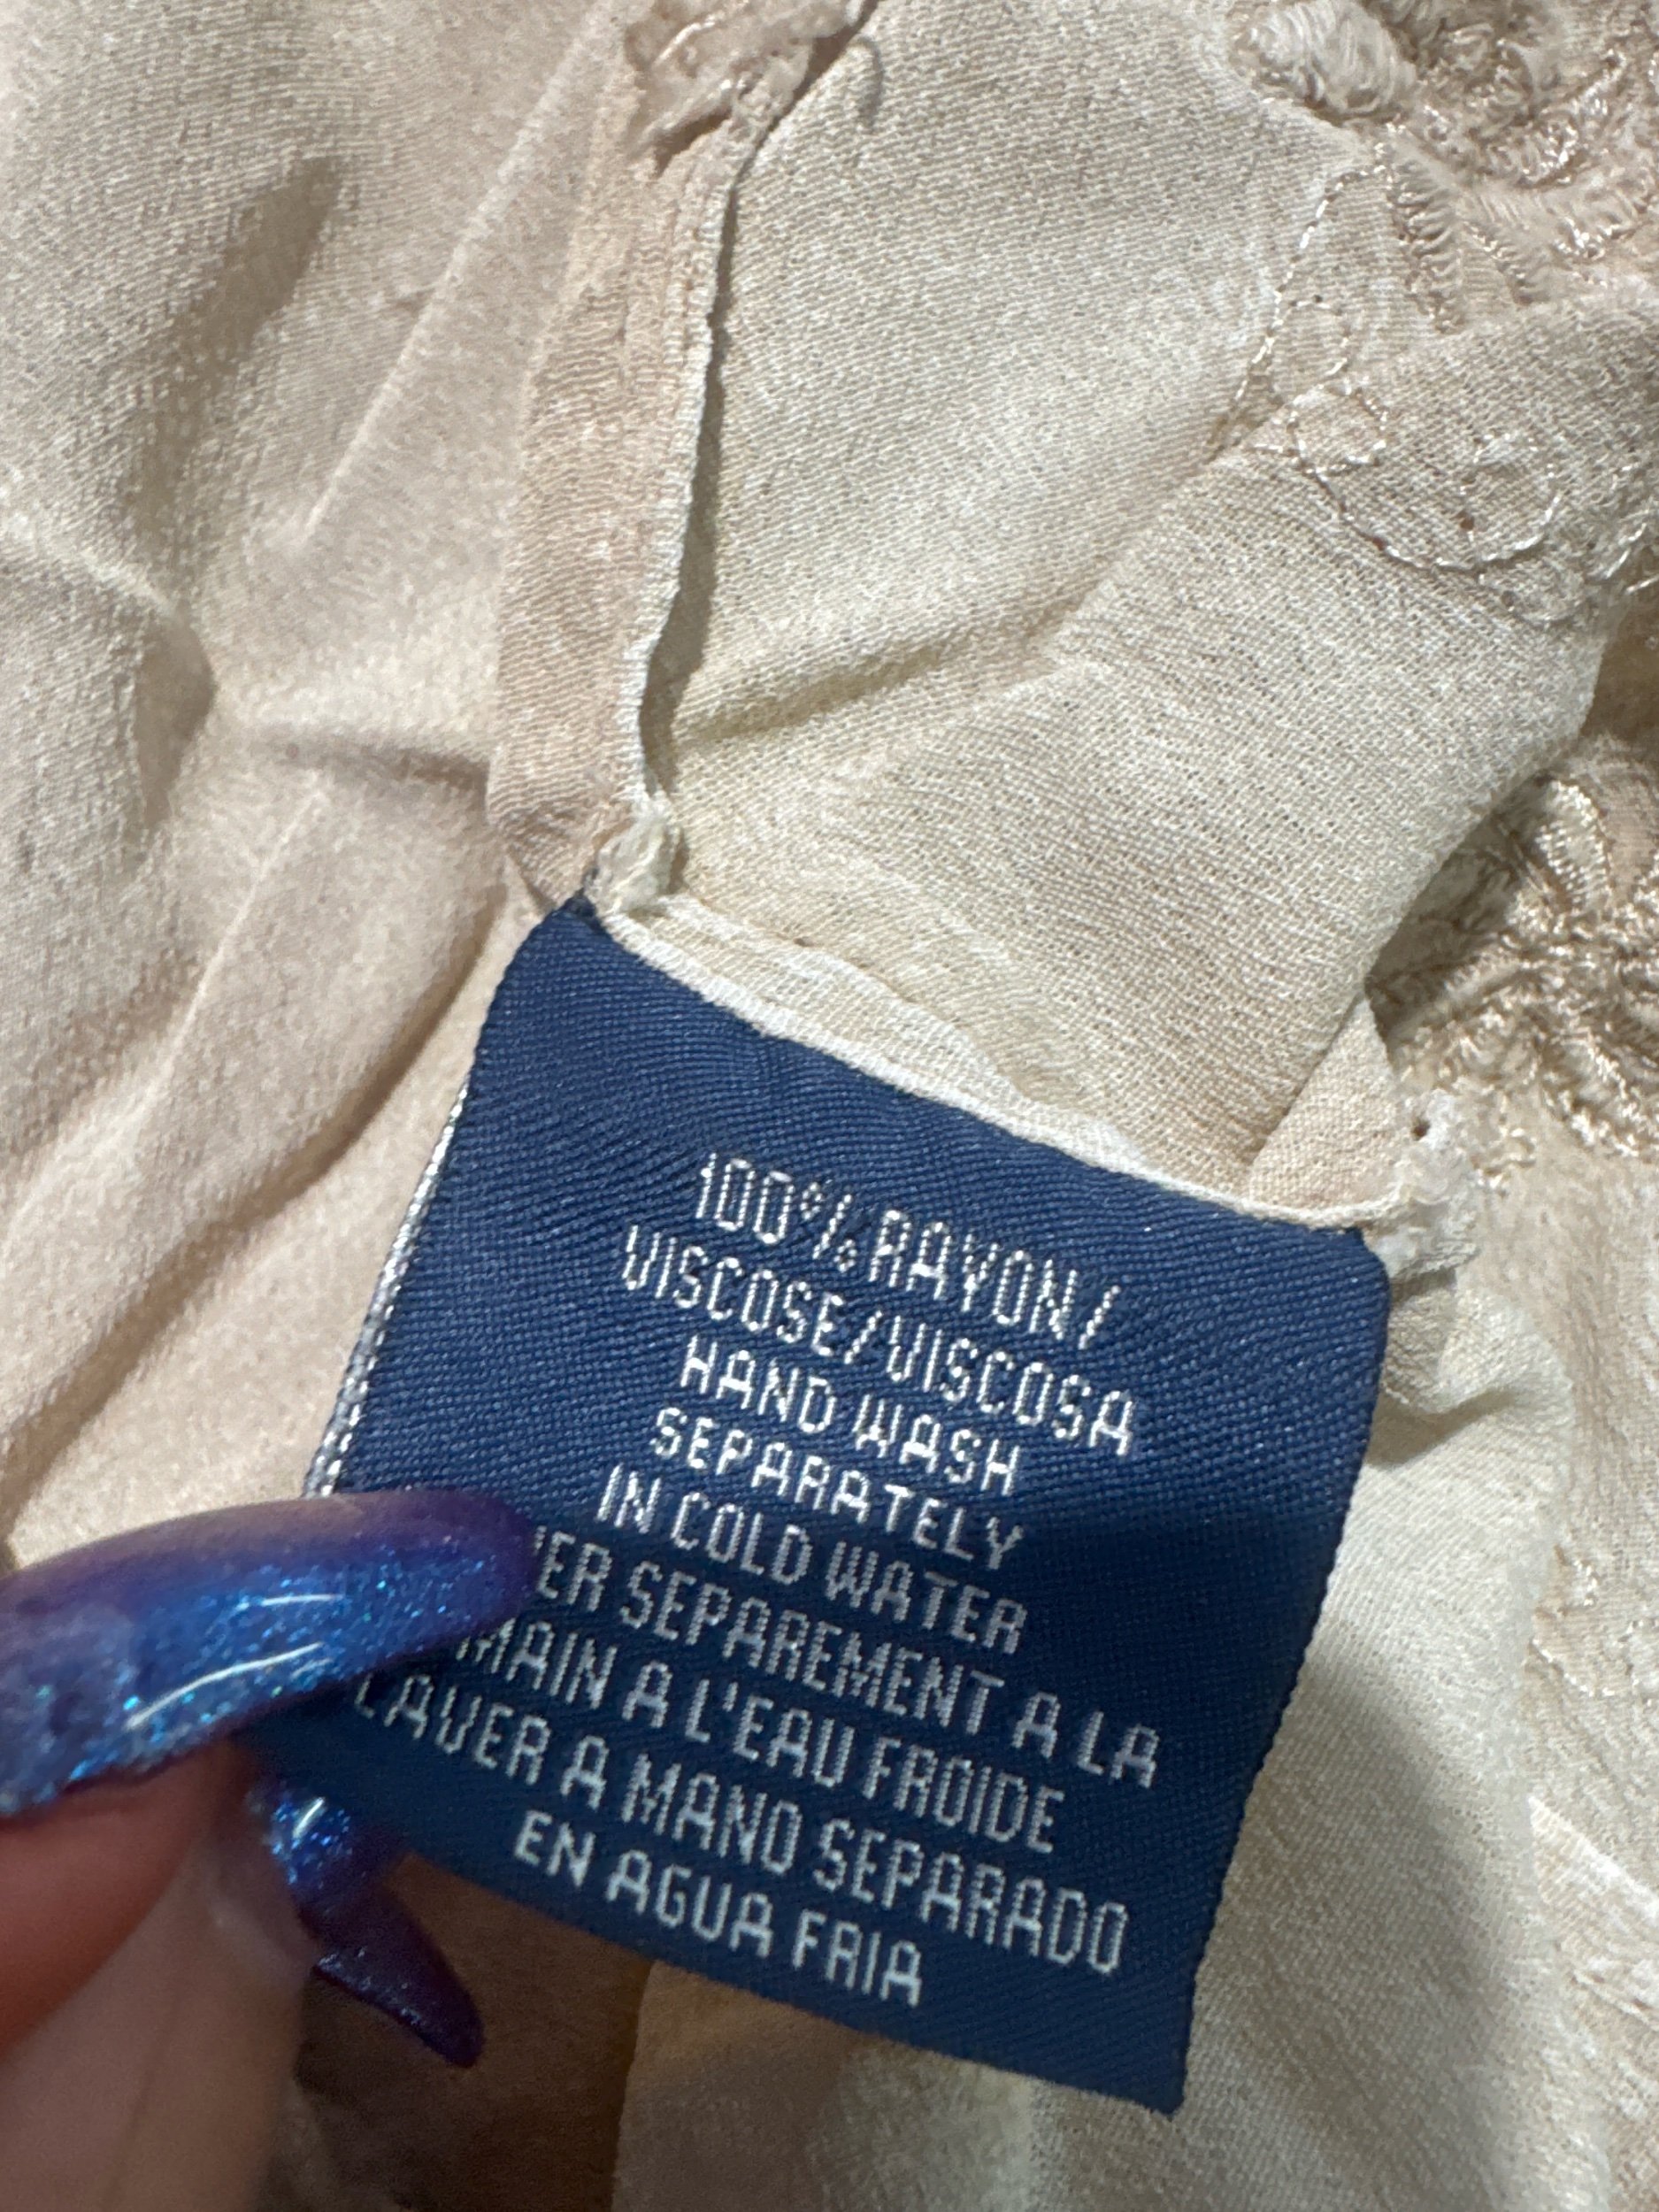 100% RAYON/
VISCOSE/VISCOSA
HAND WASH
SEPARATELY
IN COLD WATER
SEPAREMENT A LA
MAIN A L'EAU FROIDE
LAVER A MANO SEPARADO
EN AGUA FRIA